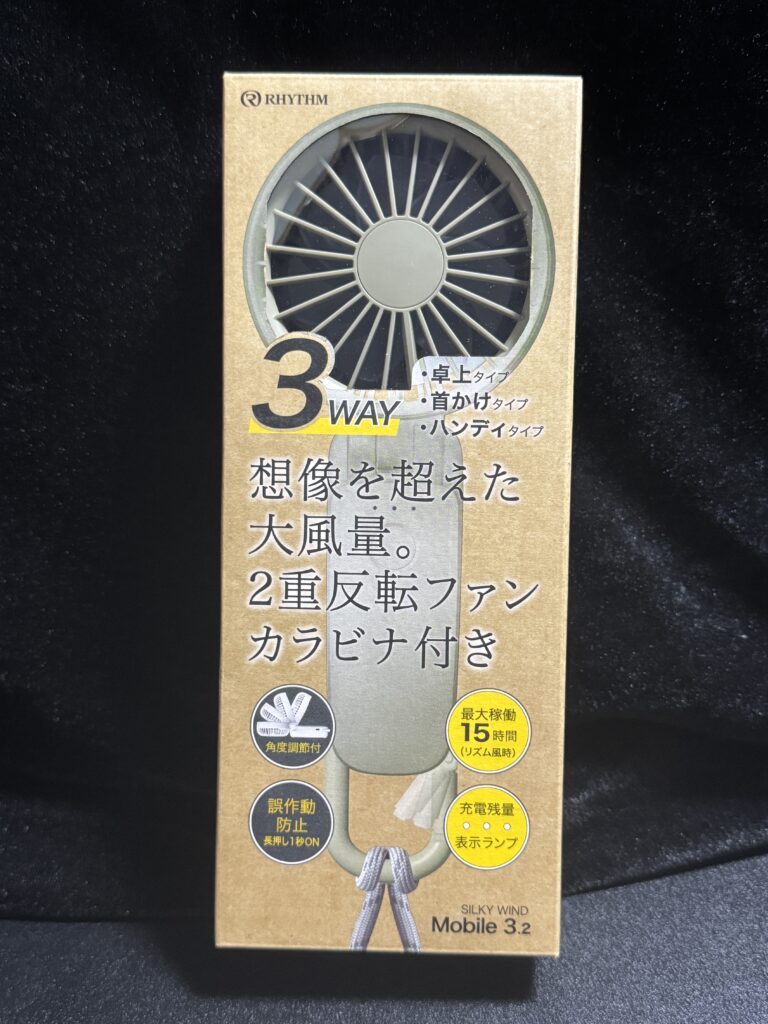 RHYTHM
3WAY
・卓上タイプ
・首かけタイプ
・ハンディタイプ
想像を超えた
大風量。
2重反転ファン
カラビナ付き
角度調節付
最大稼働
15時間
(リズム風時)
誤作動
防止
長押し1秒ON
充電残量
表示ランプ
SILKY WIND
Mobile 3.2